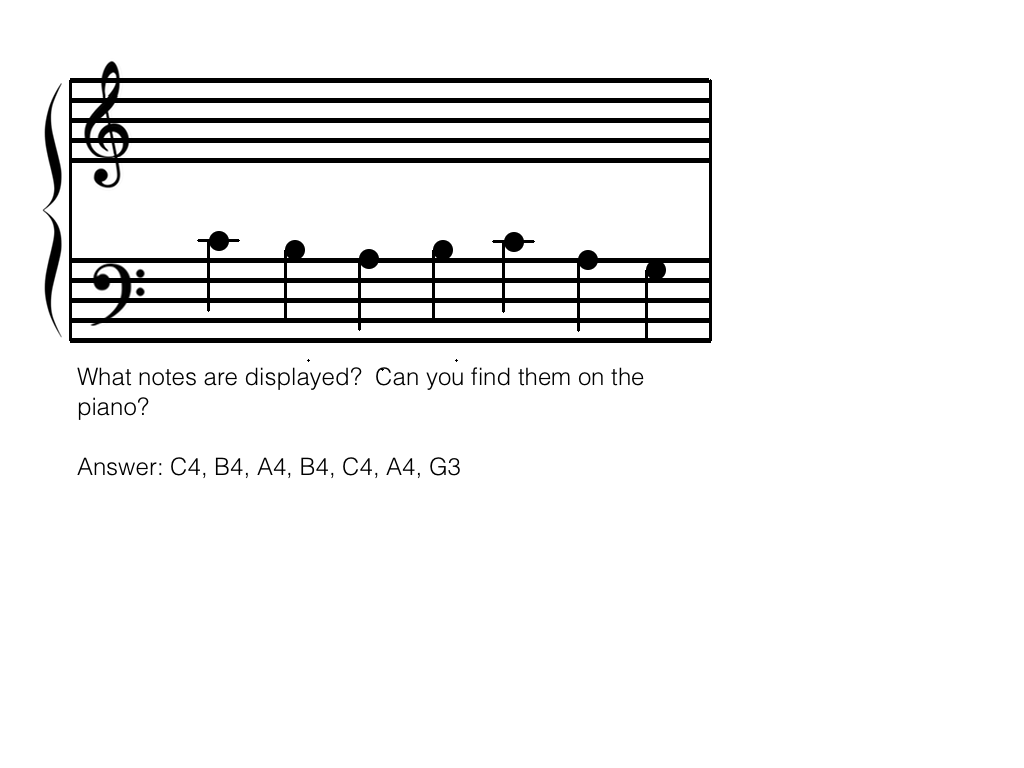 What notes are displayed?  Can you find them on the
piano?
Answer: C4, B4, A4, B4, C4, A4, G3